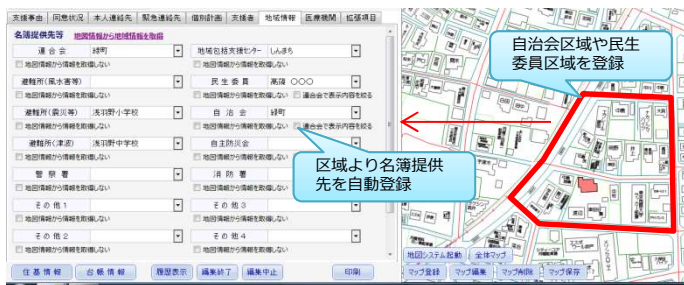 支援事由 同意状況 本人連絡先 緊急連絡先 個別計画 支援者 地域情報 医療機関 拡張項目
名簿提供先等 地図情報から地域情報を取得
連合会 緑町
地域包括支援センター しんまち
地図情報から情報を取得しない
地図情報から情報を取得しない
避難所(風水害等)
民生委員 高篠 〇〇〇
地図情報から情報を取得しない
地図情報から情報を取得しない 連合会で表示内容を絞る
避難所(震災等) 浅羽野小学校
自治会 緑町
地図情報から情報を取得しない
地図情報から情報を取得しない 連合会で表示内容を絞る
避難所(津波) 浅羽野中学校
自主防災会
地図情報から情報を取得しない
警察署
消防署
地図情報から情報を取得しない
地図情報から情報を取得しない
その他1
その他3
地図情報から情報を取得しない
地図情報から情報を取得しない
その他2
その他4
地図情報から情報を取得しない
地図情報から情報を取得しない
住基情報 台帳情報 履歴表示 編集終了 編集中止 印刷
自治会区域や民生
委員区域を登録
区域より名簿提供
先を自動登録
地図システム起動 全体マップ
マップ登録 マップ編集 マップ削除 マップ保存